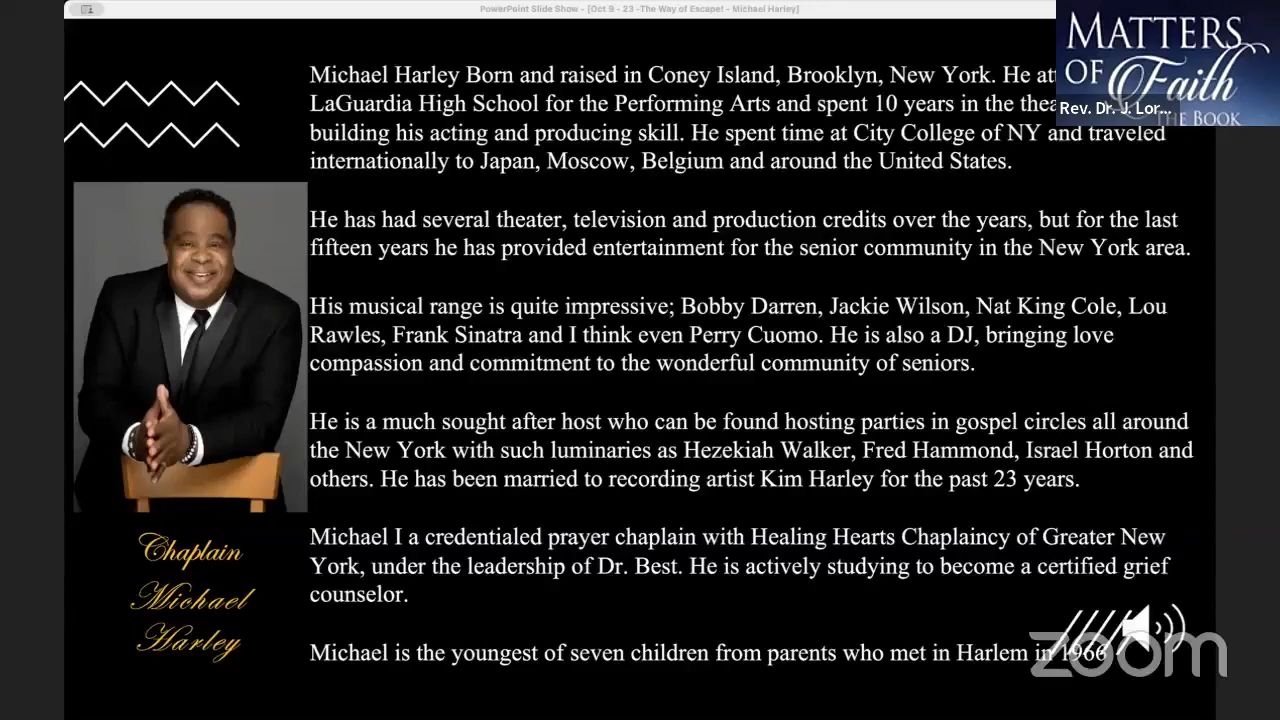 PowerPoint Slide Show - [Oct 9 - 23 -The Way of Escape! - Michael Harley]
MATTERS
OF Faith
THE BOOK
Rev. Dr. J. Lor...
Michael Harley Born and raised in Coney Island, Brooklyn, New York. He
LaGuardia High School for the Performing Arts and spent 10 years in the
building his acting and producing skill. He spent time at City College of NY and traveled
internationally to Japan, Moscow, Belgium and around the United States.
He has had several theater, television and production credits over the years, but for the last
fifteen years he has provided entertainment for the senior community in the New York area.
His musical range is quite impressive; Bobby Darren, Jackie Wilson, Nat King Cole, Lou
Rawles, Frank Sinatra and I think even Perry Cuomo. He is also a DJ, bringing love
compassion and commitment to the wonderful community of seniors.
He is a much sought after host who can be found hosting parties in gospel circles all around
the New York with such luminaries as Hezekiah Walker, Fred Hammond, Israel Horton and
others. He has been married to recording artist Kim Harley for the past 23 years.
Michael I a credentialed prayer chaplain with Healing Hearts Chaplaincy of Greater New
York, under the leadership of Dr. Best. He is actively studying to become a certified grief
counselor.
Michael is the youngest of seven children from parents who met in Harlem in 1966
Chaplain
Michael
Harley
zoom